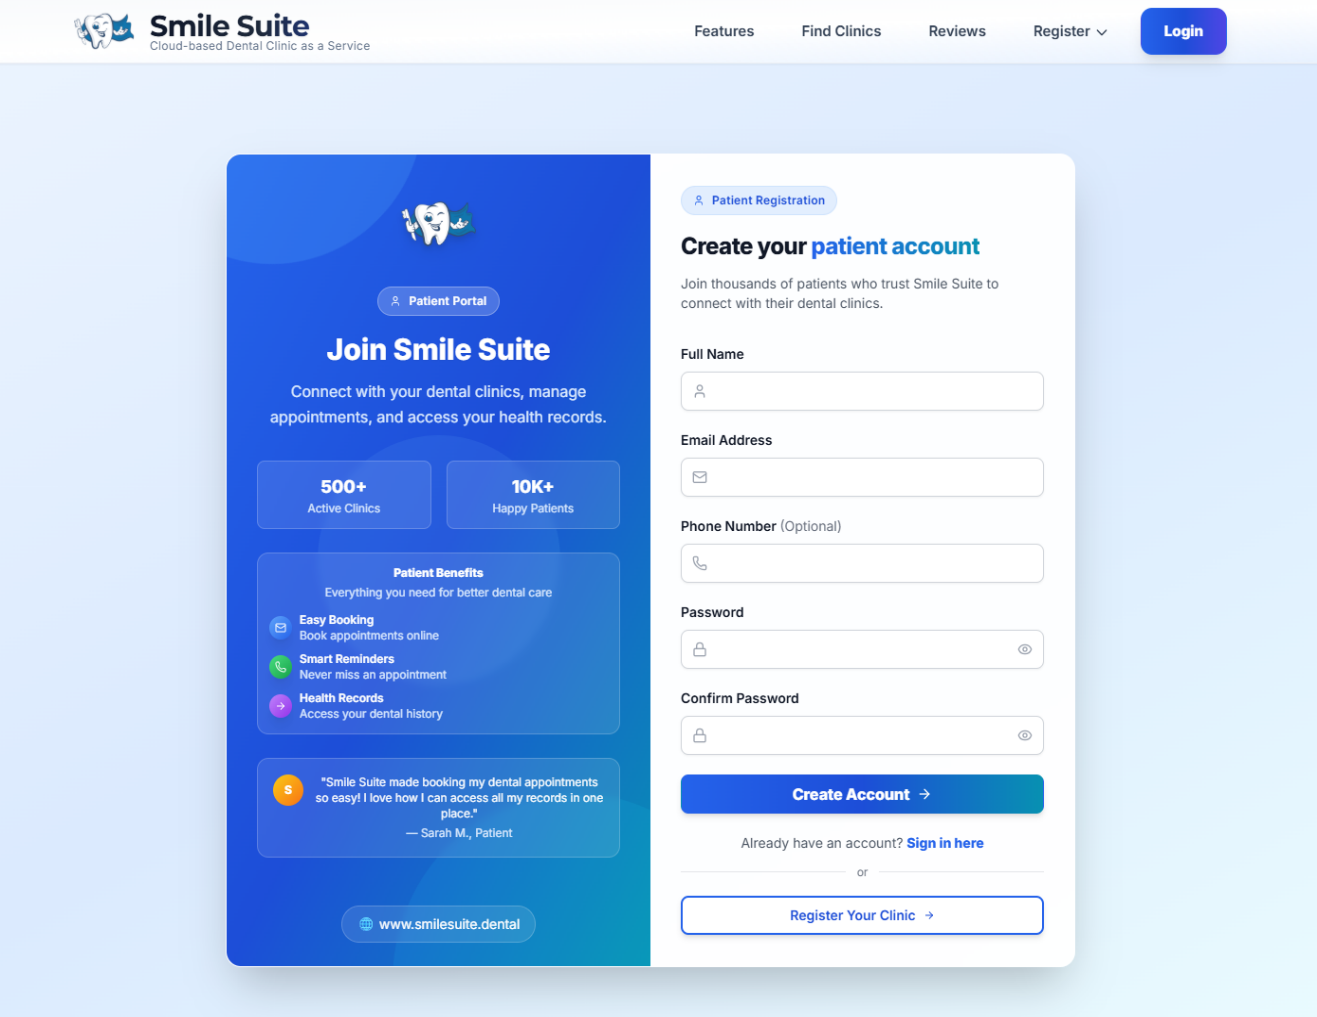 Smile Suite
Cloud-based Dental Clinic as a Service
Features
Find Clinics
Reviews
Register
Login
Patient Portal
Join Smile Suite
Connect with your dental clinics, manage
appointments, and access your health records.
500+
Active Clinics
10K+
Happy Patients
Patient Benefits
Everything you need for better dental care
Easy Booking
Book appointments online
Smart Reminders
Never miss an appointment
Health Records
Access your dental history
S
"Smile Suite made booking my dental appointments
so easy! I love how I can access all my records in one
place."
— Sarah M., Patient
www.smilesuite.dental
Patient Registration
Create your patient account
Join thousands of patients who trust Smile Suite to
connect with their dental clinics.
Full Name
Email Address
Phone Number (Optional)
Password
Confirm Password
Create Account
Already have an account? Sign in here
or
Register Your Clinic